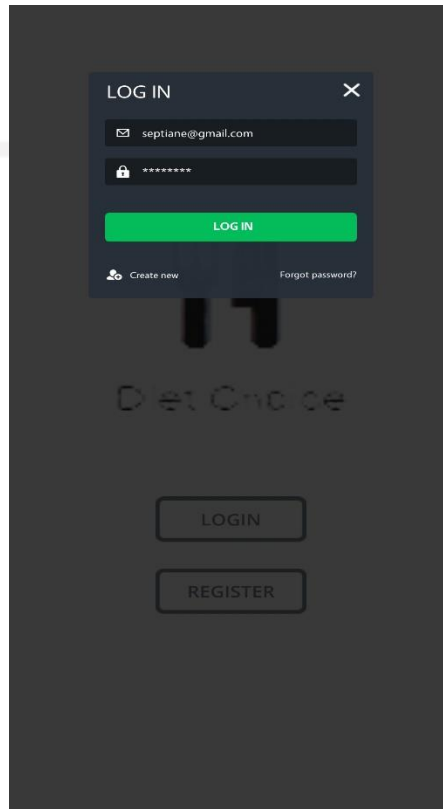 LOG IN
septiane@gmail.com
********
LOG IN
Create new
Forgot password?
Diet Choice
LOGIN
REGISTER